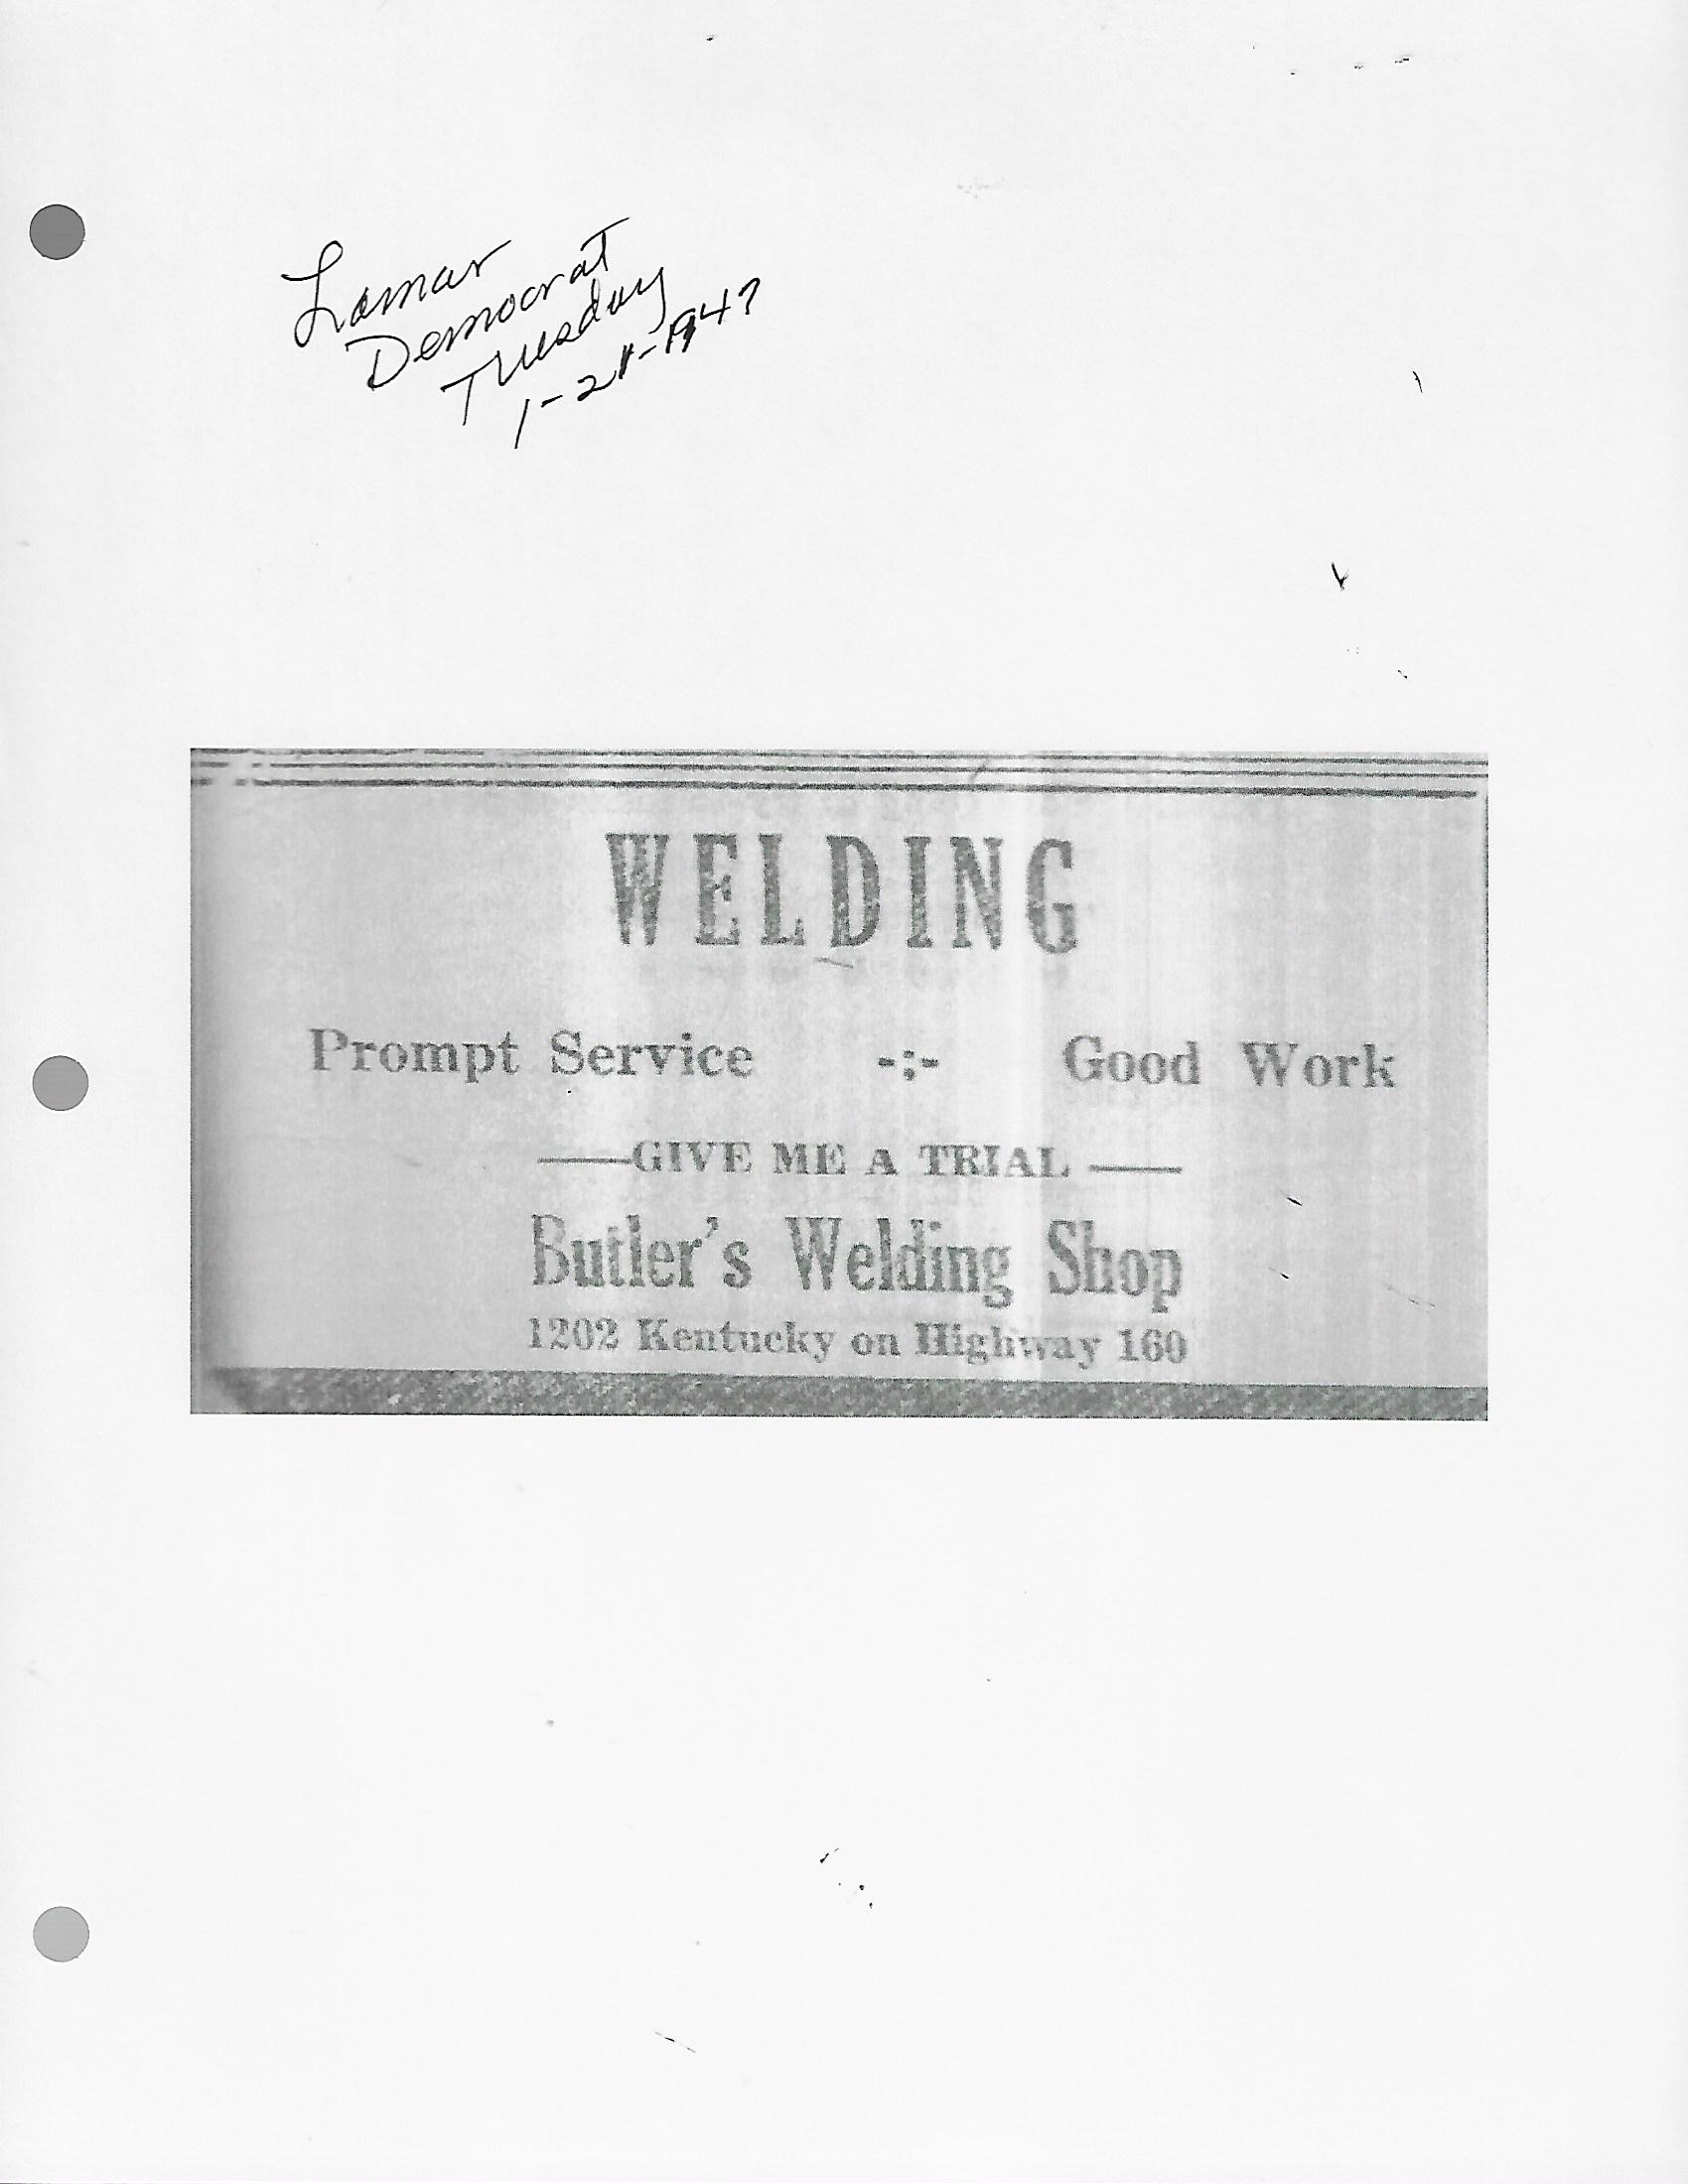 Lamar
Democrat
Tuesday
1-21-1947
WELDING
Prompt Service -:- Good Work
GIVE ME A TRIAL
Butler's Welding Shop
1202 Kentucky on Highway 160